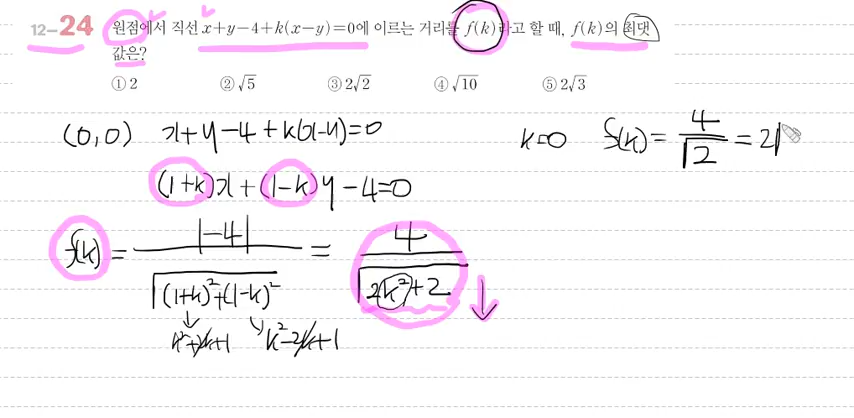 12-24 원점에서 직선 x+y-4+k(x-y)=0에 이르는 거리를 f(k)라고 할 때, f(k)의 최댓
값은?
① 2 ② √5 ③ 2√2 ④ √10 ⑤ 2√3
(0,0) x+y-4+k(x-y)=0 k=0 f(k)=4/√2=2√
(1+k)x+(1-k)y-4=0
f(k)=|-4|/√((1+k)²+(1-k)²)=4/√(2k²+2) ↓
k²+2k+1 k²-2k+1